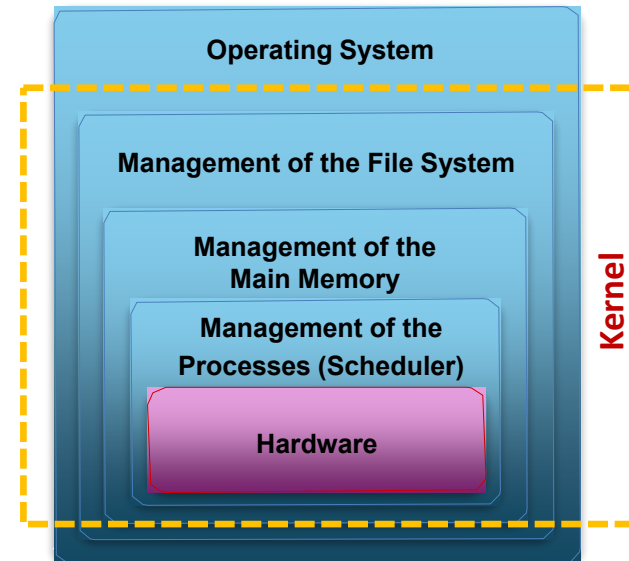 Operating System
Management of the File System
Management of the
Main Memory
Management of the
Processes (Scheduler)
Hardware
Kernel